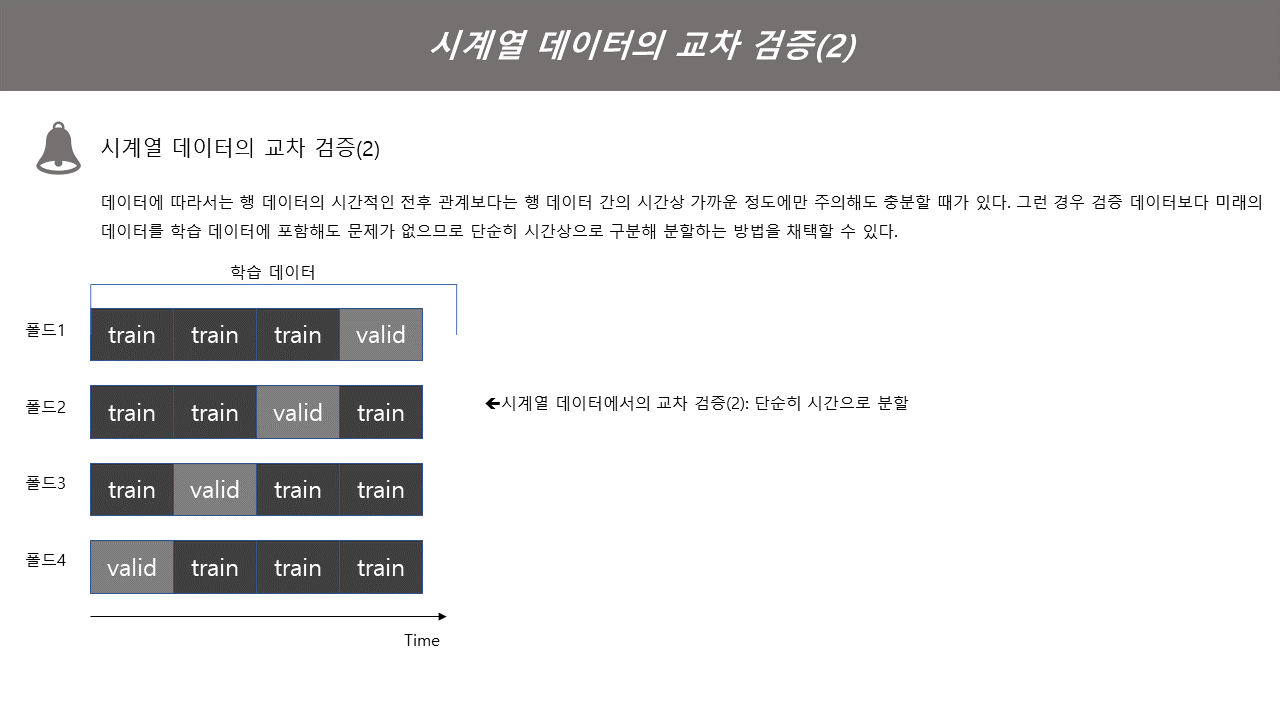 시계열 데이터의 교차 검증(2)
시계열 데이터의 교차 검증(2)
데이터에 따라서는 행 데이터의 시간적인 전후 관계보다는 행 데이터 간의 시간상 가까운 정도에만 주의해도 충분할 때가 있다. 그런 경우 검증 데이터보다 미래의
데이터를 학습 데이터에 포함해도 문제가 없으므로 단순히 시간상으로 구분해 분할하는 방법을 채택할 수 있다.
학습 데이터
폴드1 train train train valid
폴드2 train train valid train
🡰시계열 데이터에서의 교차 검증(2): 단순히 시간으로 분할
폴드3 train valid train train
폴드4 valid train train train
Time